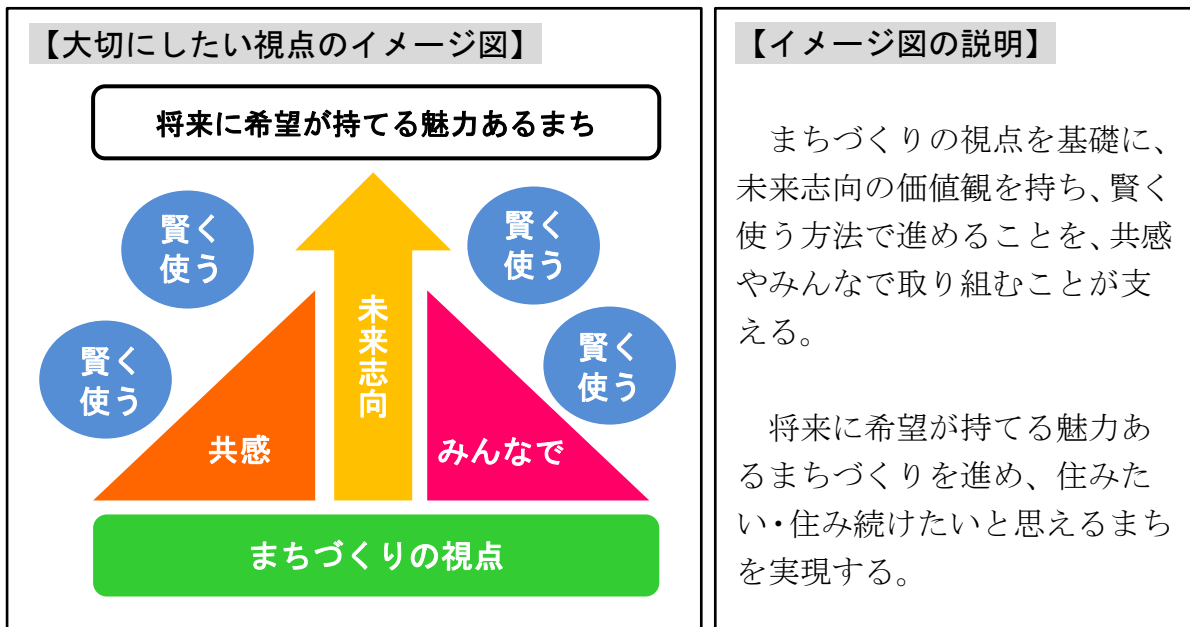 【大切にしたい視点のイメージ図】
将来に希望が持てる魅力あるまち
賢く
使う
賢く
使う
賢く
使う
賢く
使う
未来志向
共感
みんなで
まちづくりの視点
【イメージ図の説明】
まちづくりの視点を基礎に、
未来志向の価値観を持ち、賢く
使う方法で進めることを、共感
やみんなで取り組むことが支
える。
将来に希望が持てる魅力あ
るまちづくりを進め、住みた
い・住み続けたいと思えるまち
を実現する。